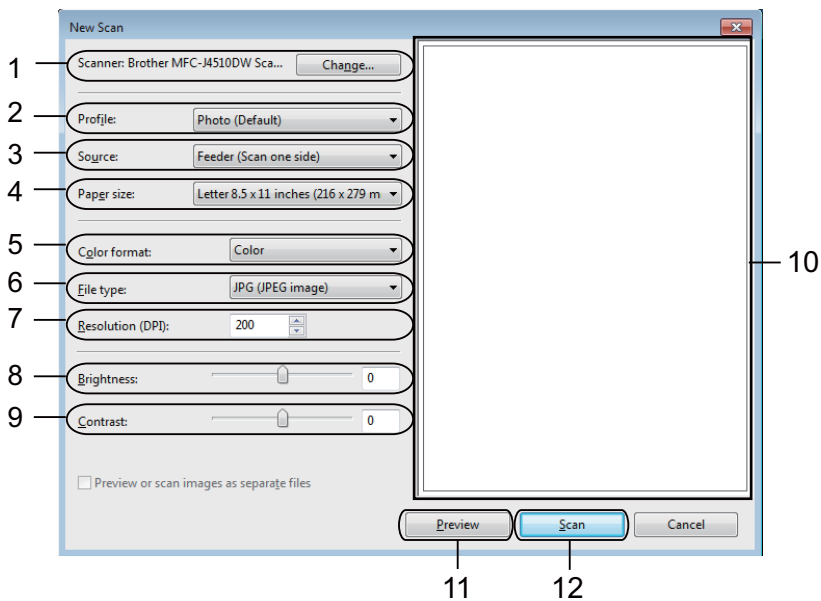 New Scan
1 Scanner: Brother MFC-J4510DW Sca... Change...
2 Profile: Photo (Default)
3 Source: Feeder (Scan one side)
4 Paper size: Letter 8.5 x 11 inches (216 x 279 m
5 Color format: Color
10
6 File type: JPG (JPEG image)
7 Resolution (DPI): 200
8 Brightness: 0
9 Contrast: 0
Preview or scan images as separate files
Preview Scan Cancel
11 12